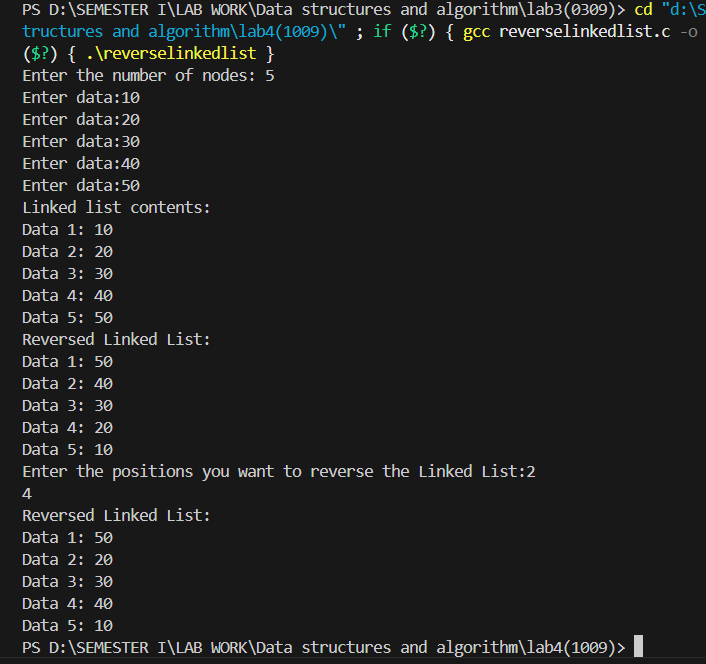 PS D:\SEMESTER I\LAB WORK\Data structures and algorithm\lab3(0309)> cd "d:\S
tructures and algorithm\lab4(1009)\" ; if ($?) { gcc reverselinkedlist.c -o
($?) { .\reverselinkedlist }
Enter the number of nodes: 5
Enter data:10
Enter data:20
Enter data:30
Enter data:40
Enter data:50
Linked list contents:
Data 1: 10
Data 2: 20
Data 3: 30
Data 4: 40
Data 5: 50
Reversed Linked List:
Data 1: 50
Data 2: 40
Data 3: 30
Data 4: 20
Data 5: 10
Enter the positions you want to reverse the Linked List:2
4
Reversed Linked List:
Data 1: 50
Data 2: 20
Data 3: 30
Data 4: 40
Data 5: 10
PS D:\SEMESTER I\LAB WORK\Data structures and algorithm\lab4(1009)>